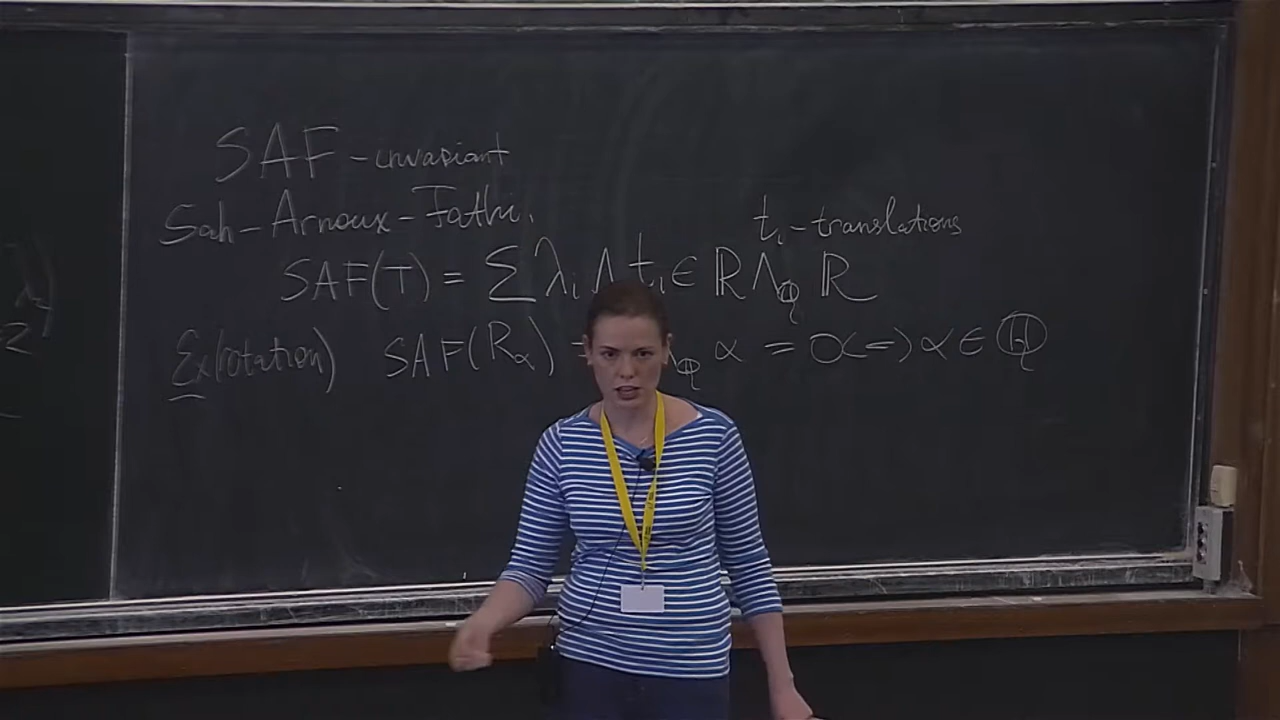 SAF - invariant
Sah - Arnoux - Fathi.
t_i - translations
SAF(T) = Σ λ_i ∧ t_i ∈ ℝ ∧_ℚ ℝ
Ex (rotation) SAF(R_α) = ∧_ℚ α = 0 <=> α ∈ ℚ